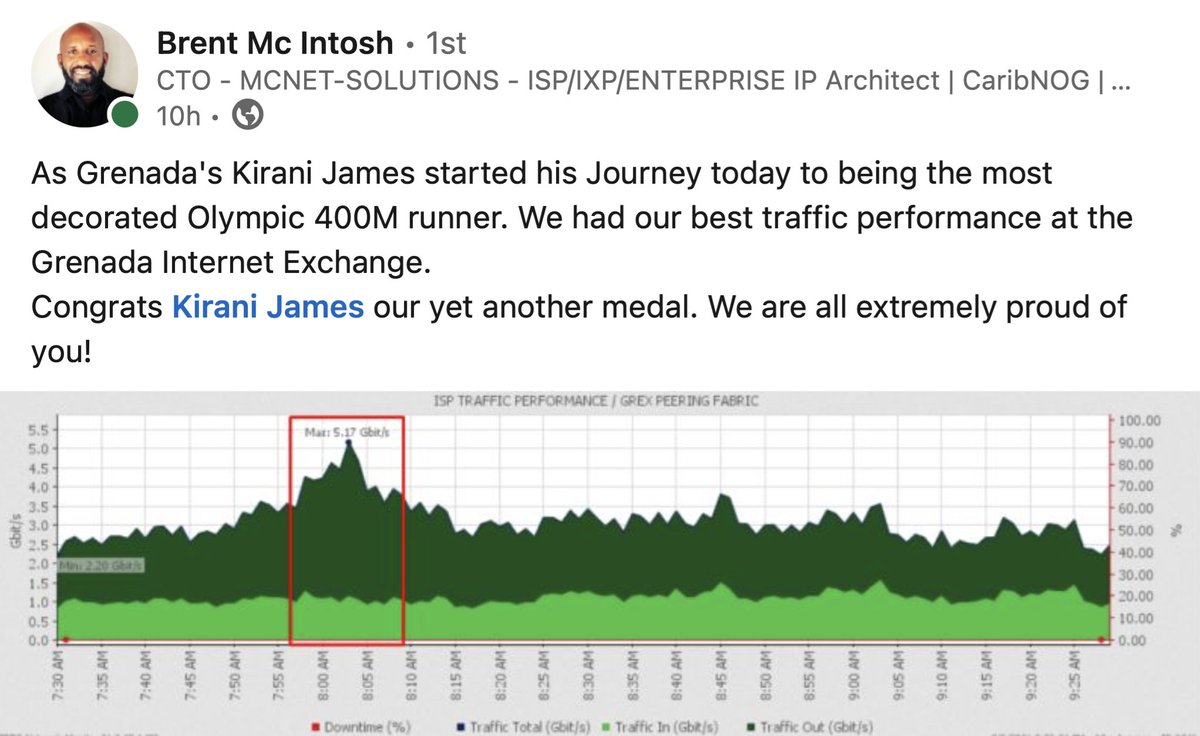 Brent Mc Intosh • 1st
CTO - MCNET-SOLUTIONS - ISP/IXP/ENTERPRISE IP Architect | CaribNOG | ...
10h •
As Grenada's Kirani James started his Journey today to being the most
decorated Olympic 400M runner. We had our best traffic performance at the
Grenada Internet Exchange.
Congrats Kirani James our yet another medal. We are all extremely proud of
you!
ISP TRAFFIC PERFORMANCE / GREX PEERING FABRIC
Max: 5.17 Gbit/s
Min: 2.20 Gbit/s
Gbit/s
5.5
5.0
4.5
4.0
3.5
3.0
2.5
2.0
1.5
1.0
0.5
0.0
100.00
90.00
80.00
70.00
60.00
50.00
40.00
30.00
20.00
10.00
0.00
%
7:30 AM
7:35 AM
7:40 AM
7:45 AM
7:50 AM
7:55 AM
8:00 AM
8:05 AM
8:10 AM
8:15 AM
8:20 AM
8:25 AM
8:30 AM
8:35 AM
8:40 AM
8:45 AM
8:50 AM
8:55 AM
9:00 AM
9:05 AM
9:10 AM
9:15 AM
9:20 AM
9:25 AM
Downtime (%) Traffic Total (Gbit/s) Traffic In (Gbit/s) Traffic Out (Gbit/s)